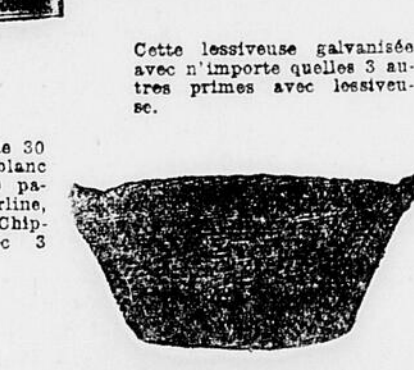 Cette lessiveuse galvanisée
avec n'importe quelles 3 au-
tres primes avec lessiveu-
se.
e 30
blanc
pa-
rline,
Chip-
c 3